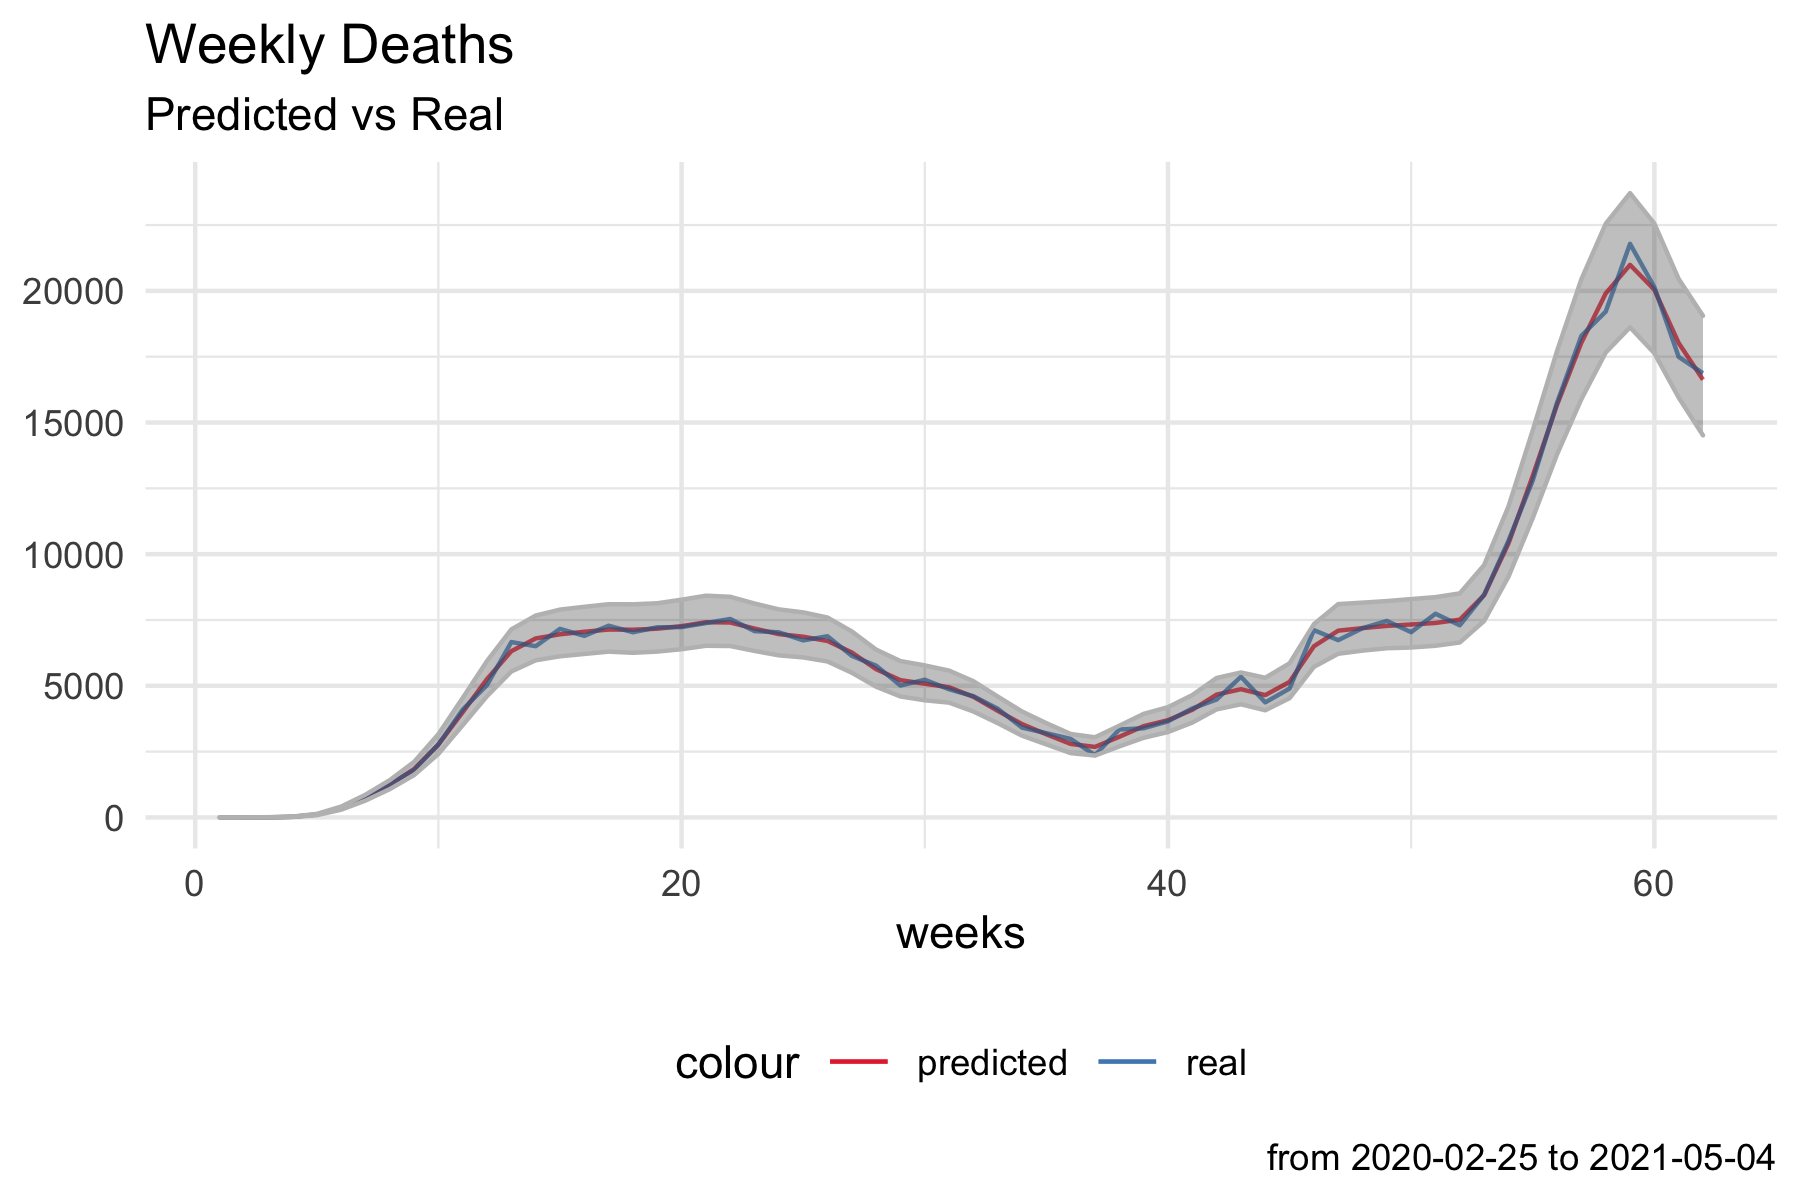 Weekly Deaths
Predicted vs Real
20000
15000
10000
5000
0
0 20 40 60
weeks
colour predicted real
from 2020-02-25 to 2021-05-04